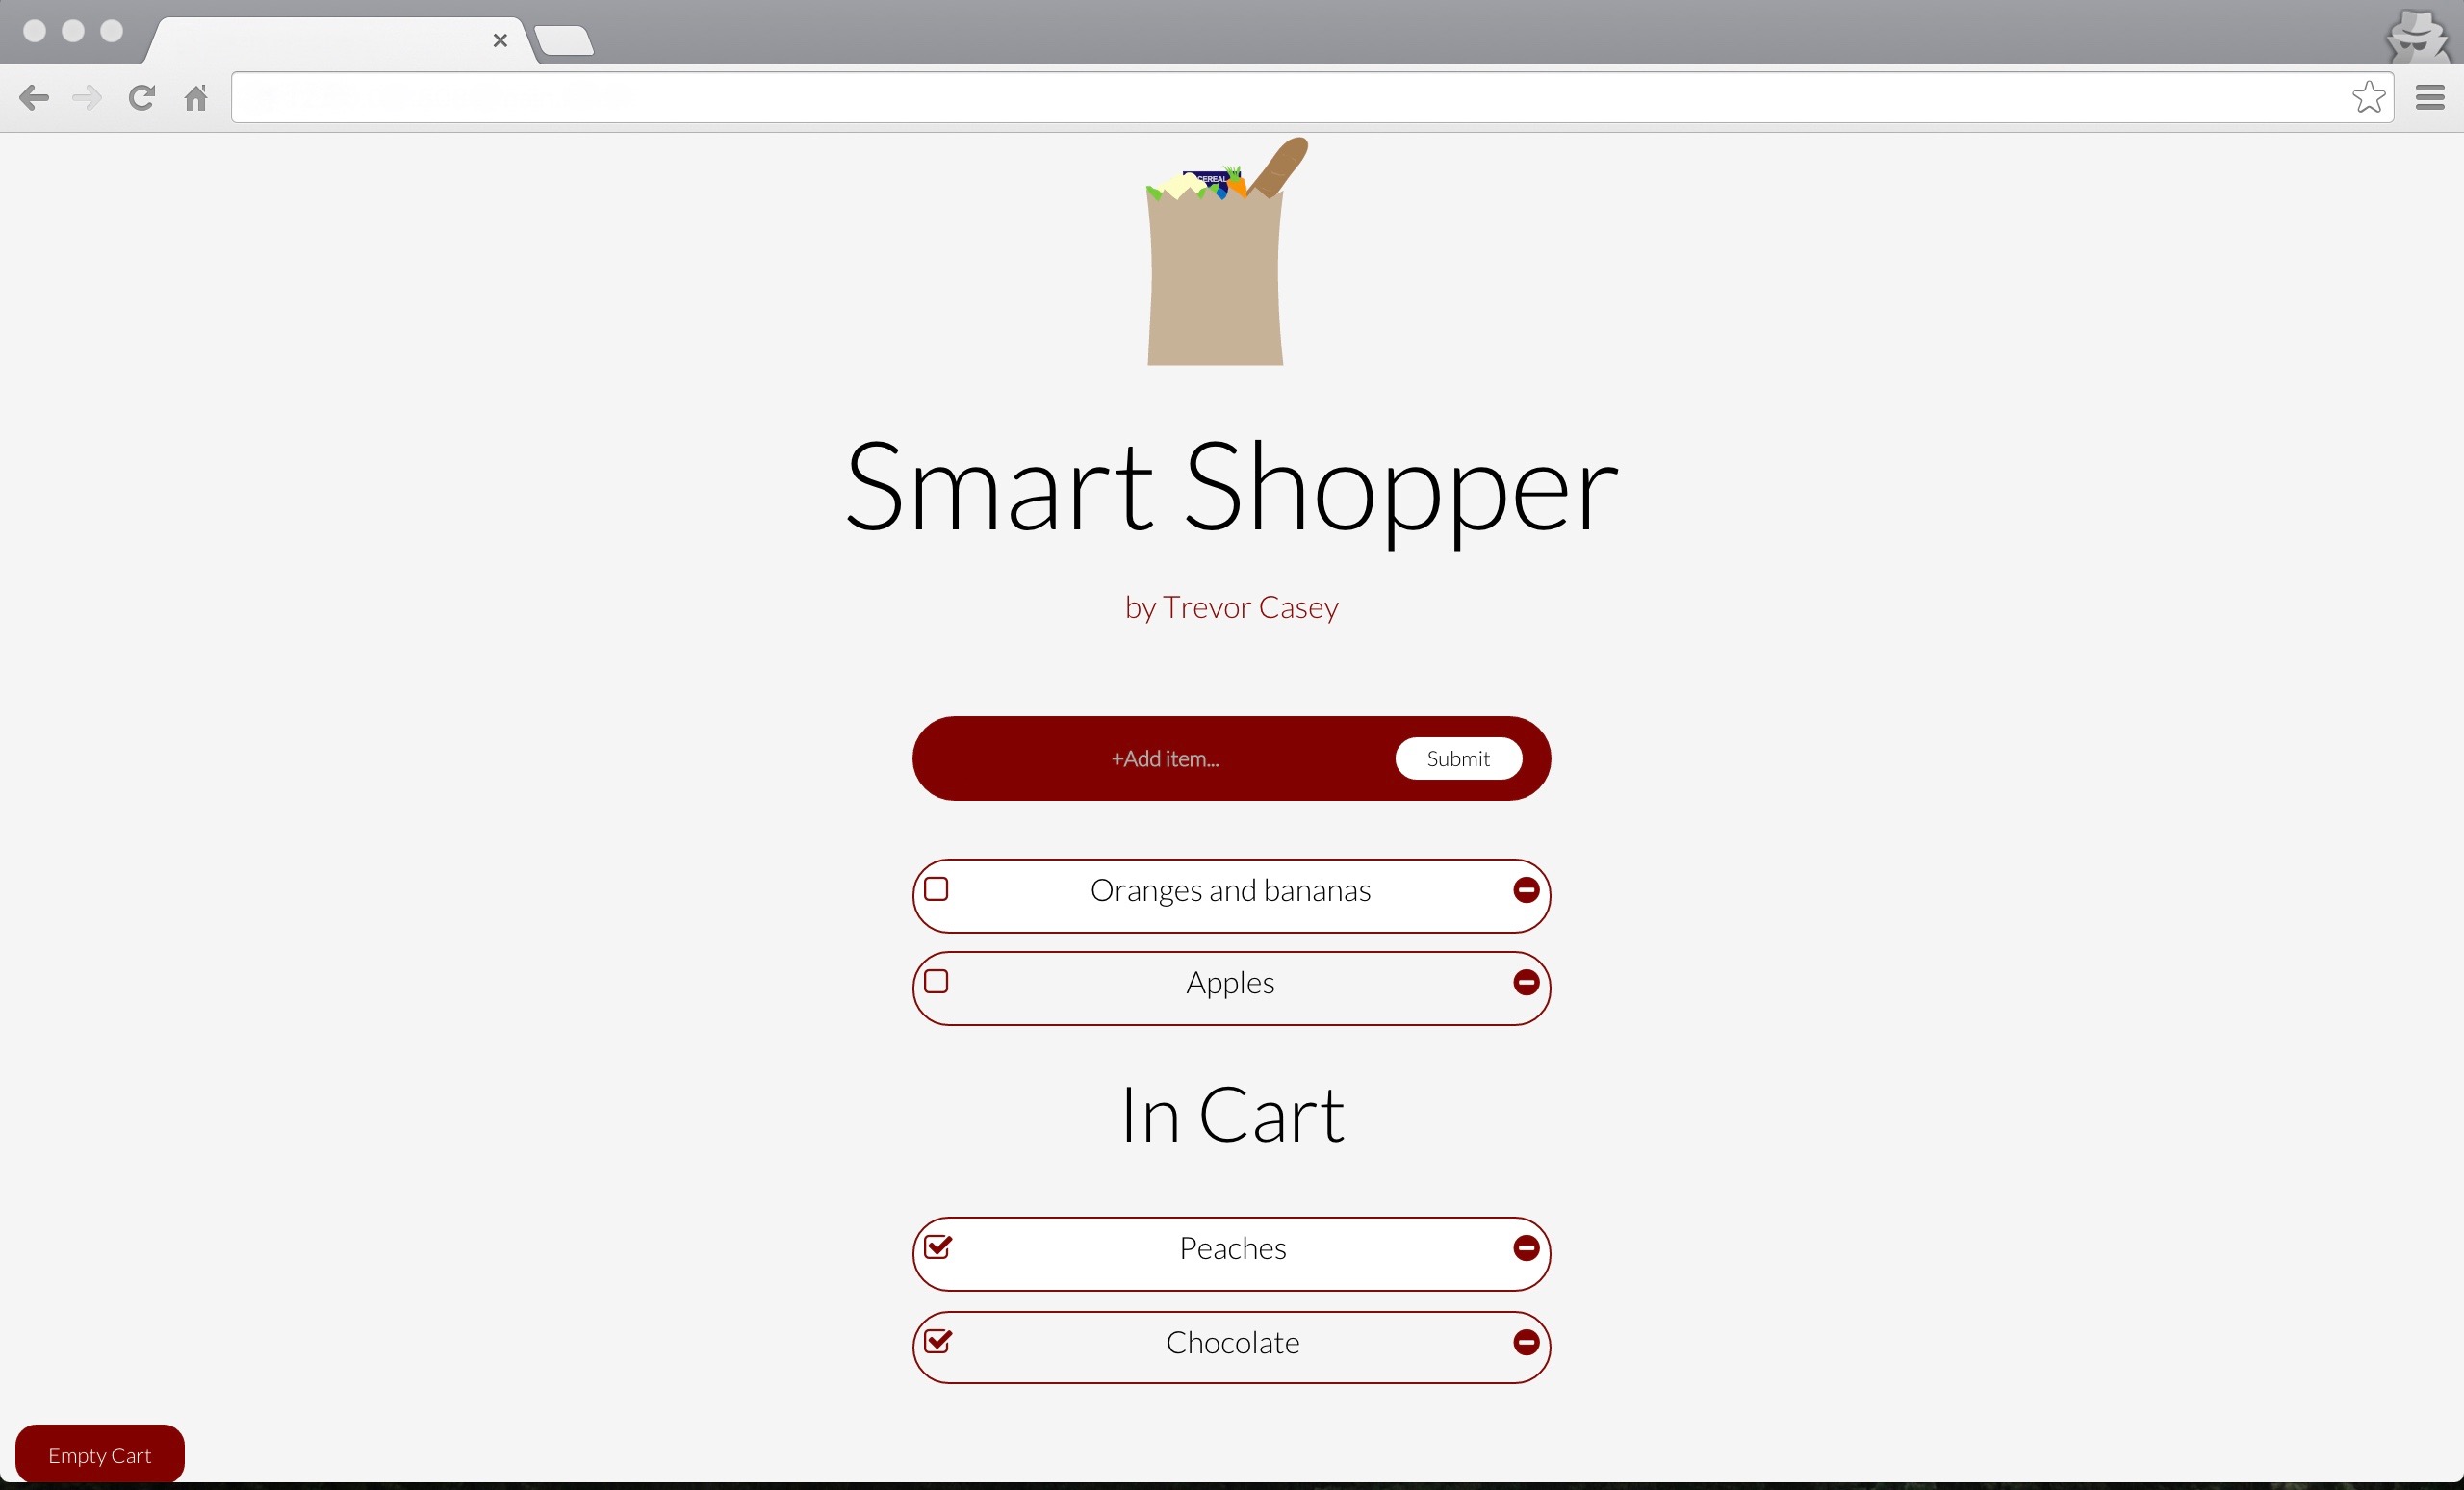 CEREAL
Smart Shopper
by Trevor Casey
+Add item...
Submit
Oranges and bananas
Apples
In Cart
Peaches
Chocolate
Empty Cart